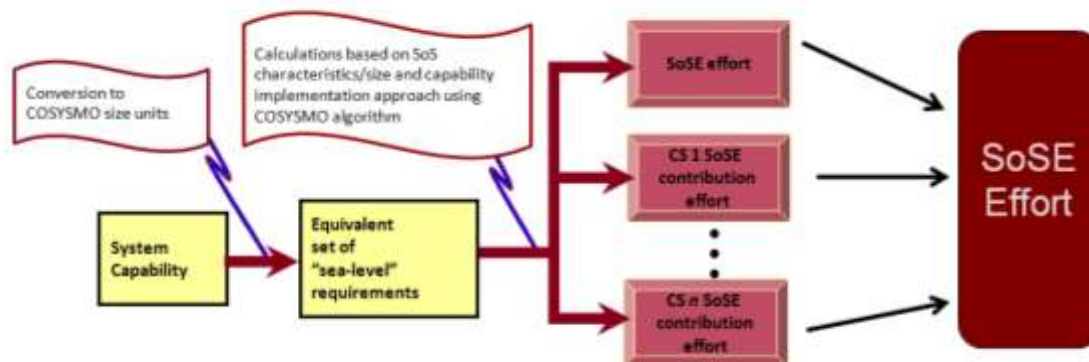 Conversion to
COSYSMO size units
Calculations based on SoS
characteristics/size and capability
implementation approach using
COSYSMO algorithm
System
Capability
Equivalent
set of
"sea-level"
requirements
SoSE effort
CS 1 SoSE
contribution
effort
CS n SoSE
contribution
effort
SoSE
Effort